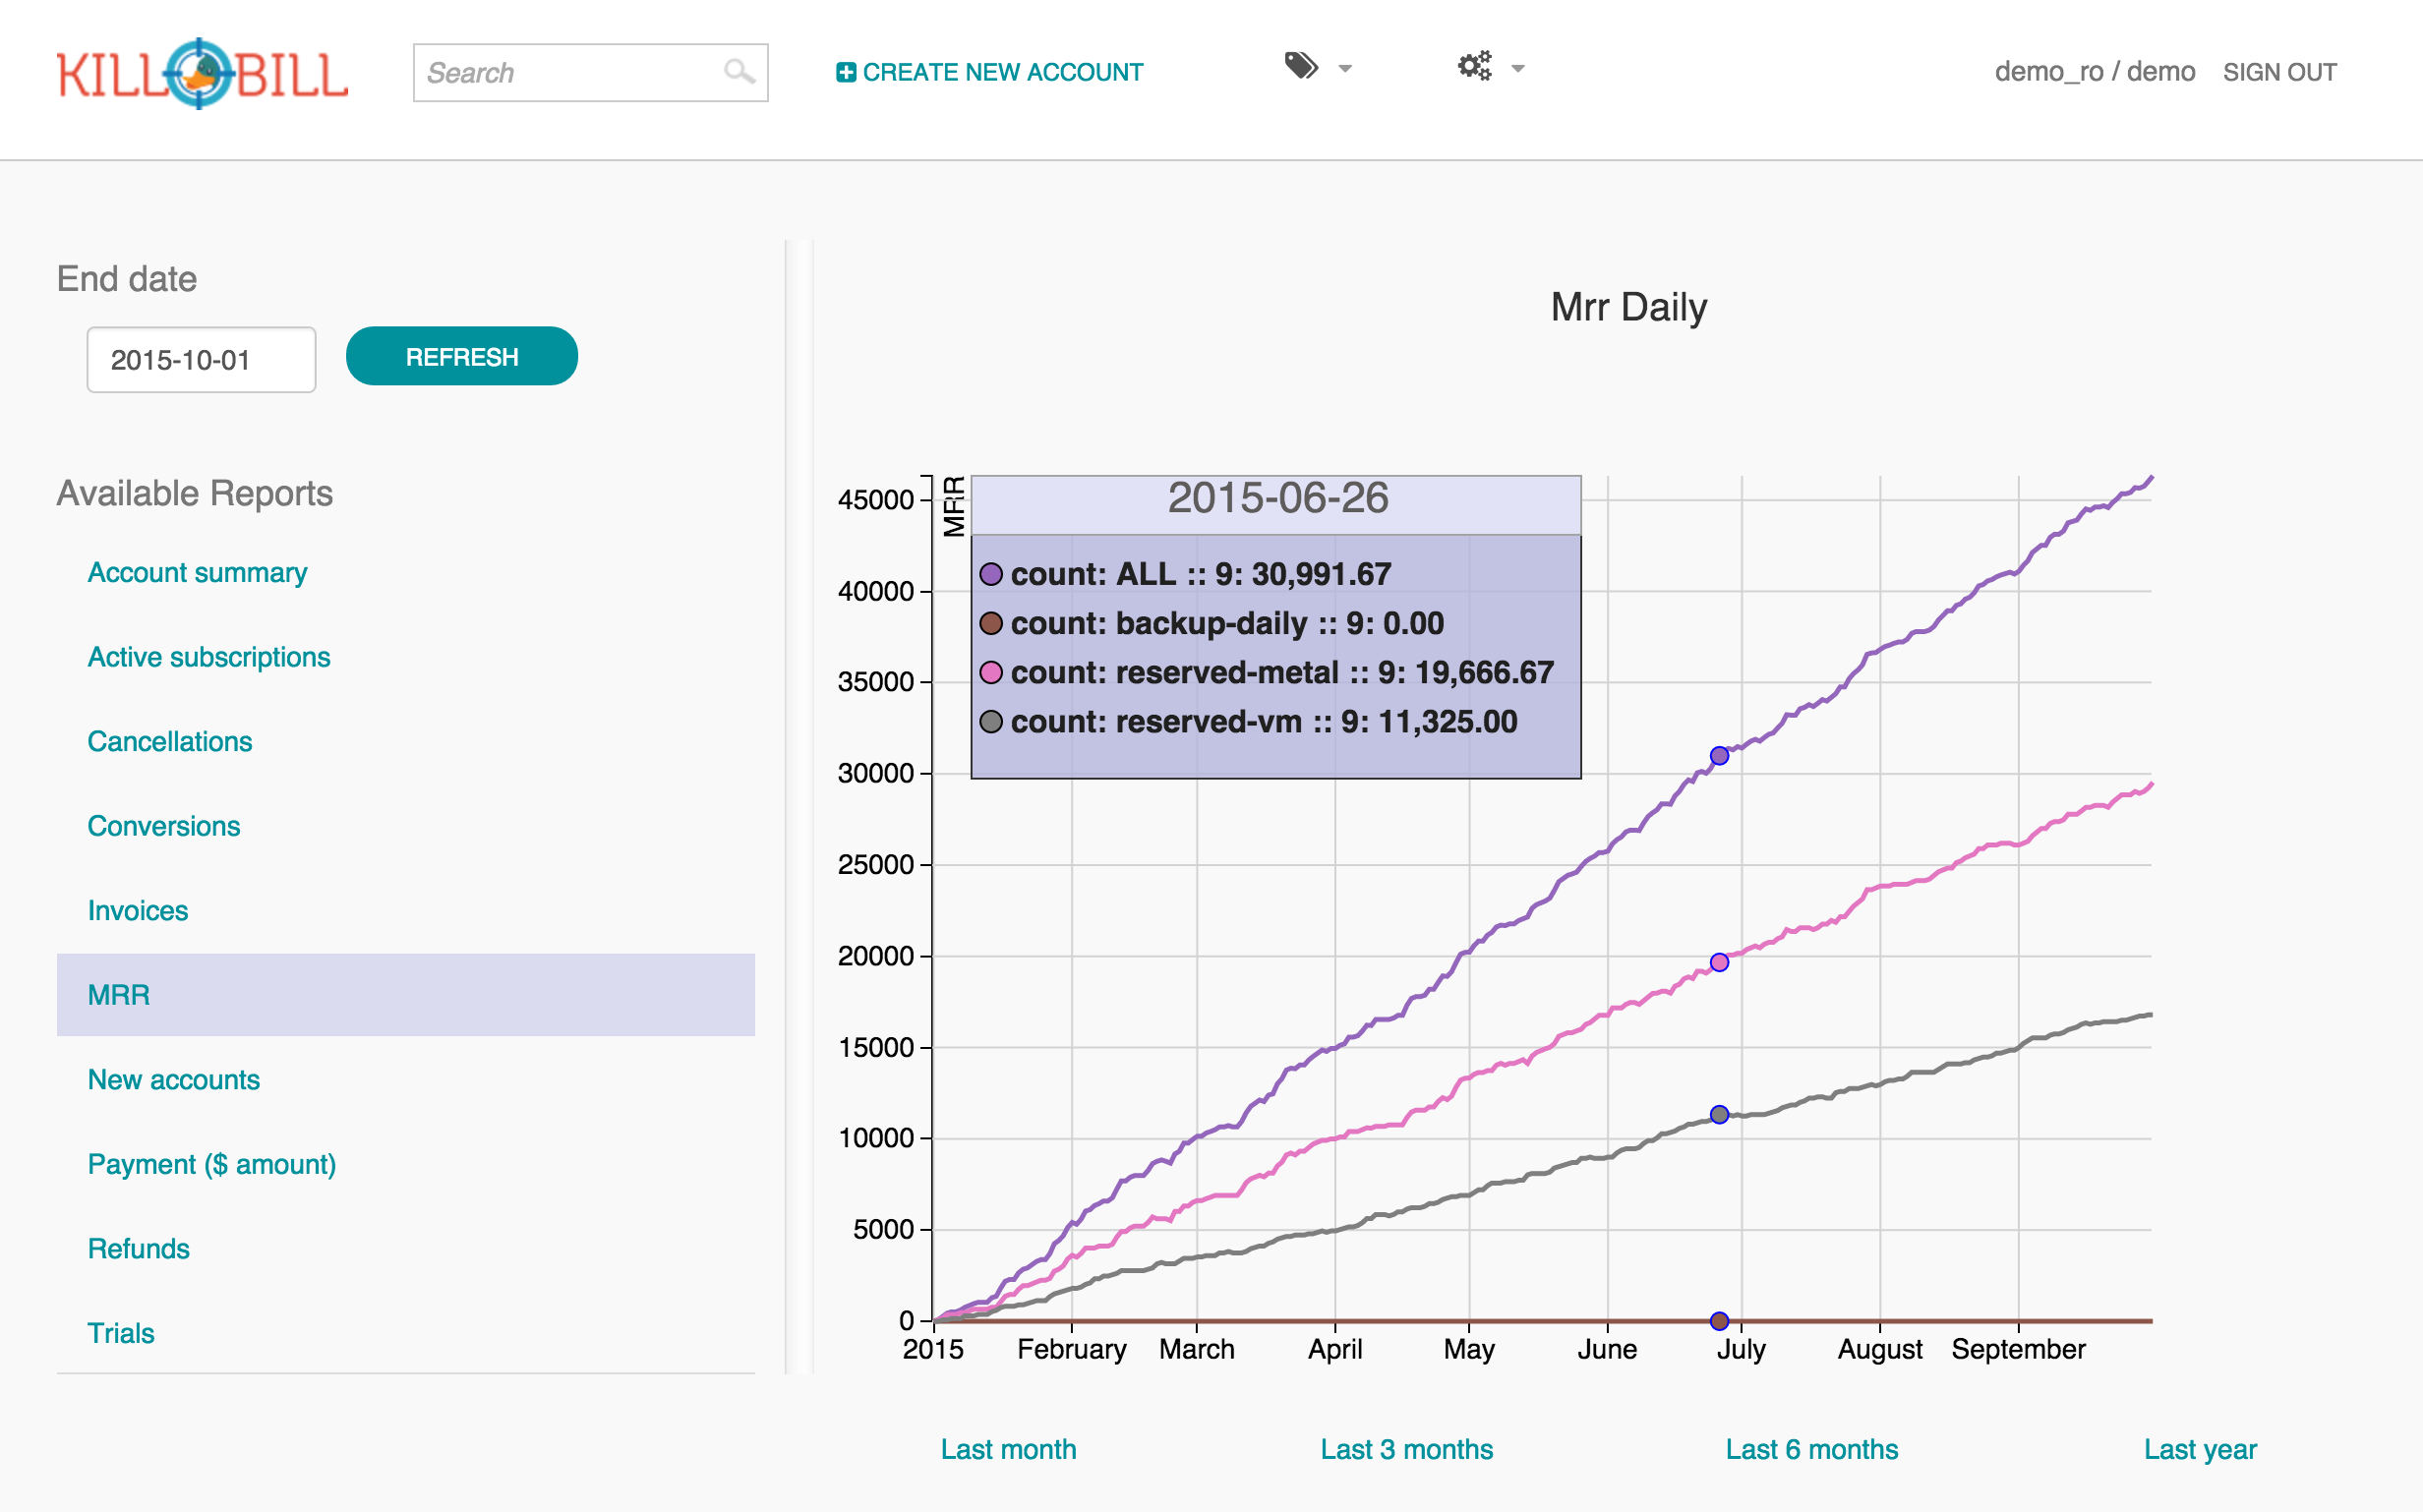 KILL BILL
Search
CREATE NEW ACCOUNT
demo_ro / demo SIGN OUT
End date
2015-10-01
REFRESH
Available Reports
Account summary
Active subscriptions
Cancellations
Conversions
Invoices
MRR
New accounts
Payment ($ amount)
Refunds
Trials
Mrr Daily
MRR
2015-06-26
count: ALL :: 9: 30,991.67
count: backup-daily :: 9: 0.00
count: reserved-metal :: 9: 19,666.67
count: reserved-vm :: 9: 11,325.00
45000
40000
35000
30000
25000
20000
15000
10000
5000
0
2015 February March April May June July August September
Last month Last 3 months Last 6 months Last year